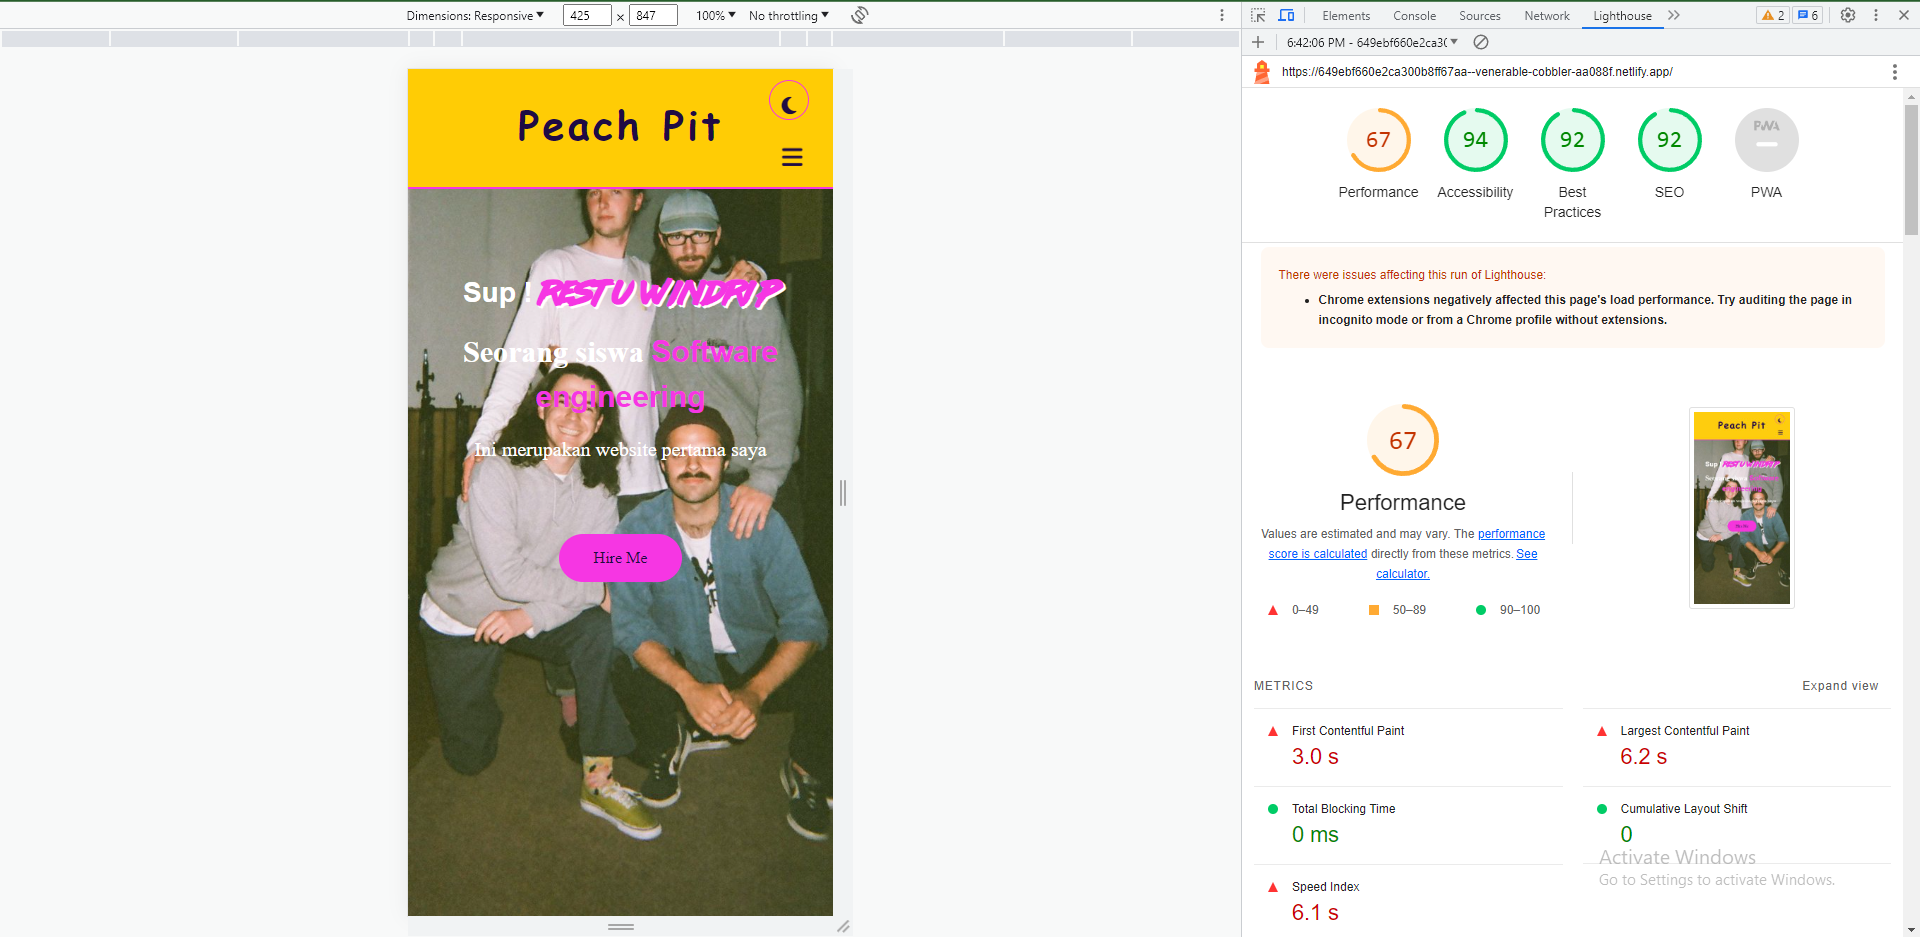 Dimensions: Responsive 425 × 847 100% No throttling
Elements Console Sources Network Lighthouse 2 6
6:42:06 PM - 649ebf660e2ca3
https://649ebf660e2ca300b8ff67aa--venerable-cobbler-aa088f.netlify.app/
Peach Pit
Sup ! RESTU WINDRIP
Seorang siswa Software
engineering
Ini merupakan website pertama saya
Hire Me
67 94 92 92 PWA
Performance Accessibility Best SEO PWA
Practices
There were issues affecting this run of Lighthouse:
• Chrome extensions negatively affected this page's load performance. Try auditing the page in
incognito mode or from a Chrome profile without extensions.
67
Performance
Values are estimated and may vary. The performance
score is calculated directly from these metrics. See
calculator.
0–49 50–89 90–100
Peach Pit
Sup ! RESTU WINDRIP
METRICS Expand view
First Contentful Paint
3.0 s
Largest Contentful Paint
6.2 s
Total Blocking Time
0 ms
Cumulative Layout Shift
0
Speed Index
6.1 s
Activate Windows
Go to Settings to activate Windows.